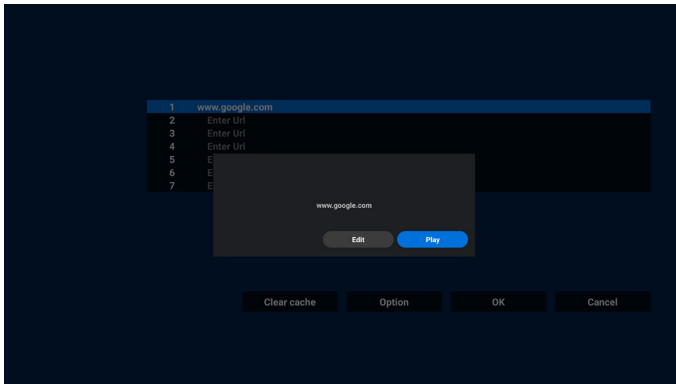 1 www.google.com
2 Enter Url
3 Enter Url
4 Enter Url
5 E
6 E
7 E
www.google.com
Edit Play
Clear cache Option OK Cancel